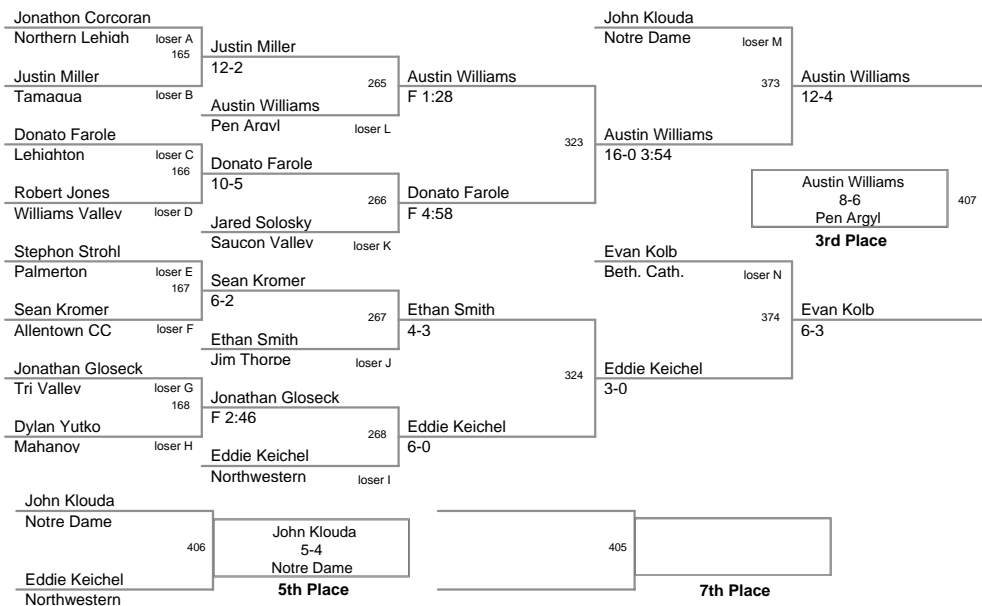 Jonathon Corcoran
Northern Lehigh loser A
165
Justin Miller
12-2
Justin Miller
Tamaqua loser B
265
Austin Williams
F 1:28
Austin Williams
Pen Argyl loser L
Donato Farole
Lehighton loser C
166
Donato Farole
10-5
Robert Jones
Williams Valley loser D
266
Donato Farole
F 4:58
Jared Solosky
Saucon Valley loser K
323
Austin Williams
16-0 3:54
Stephon Strohl
Palmerton loser E
167
Sean Kromer
6-2
Sean Kromer
Allentown CC loser F
267
Ethan Smith
4-3
Ethan Smith
Jim Thorpe loser J
Jonathan Gloseck
Tri Valley loser G
168
Jonathan Gloseck
F 2:46
Dylan Yutko
Mahanoy loser H
268
Eddie Keichel
6-0
Eddie Keichel
Northwestern loser I
324
Eddie Keichel
3-0
John Klouda
Notre Dame loser M
373
Austin Williams
12-4
Austin Williams
8-6
Pen Argyl
407
3rd Place
Evan Kolb
Beth. Cath. loser N
374
Evan Kolb
6-3
John Klouda
Notre Dame
406
John Klouda
5-4
Notre Dame
5th Place
Eddie Keichel
Northwestern
405
7th Place